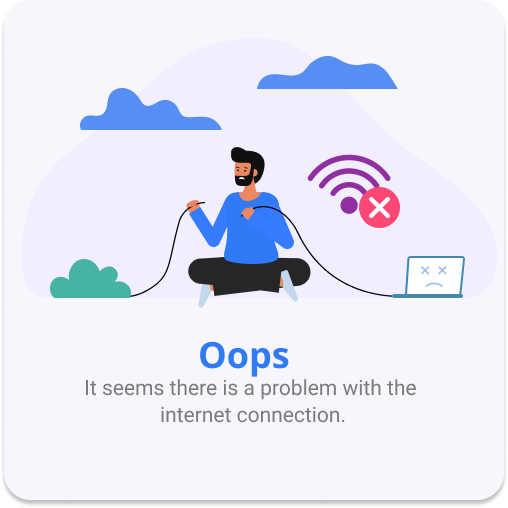 Oops
It seems there is a problem with the
internet connection.